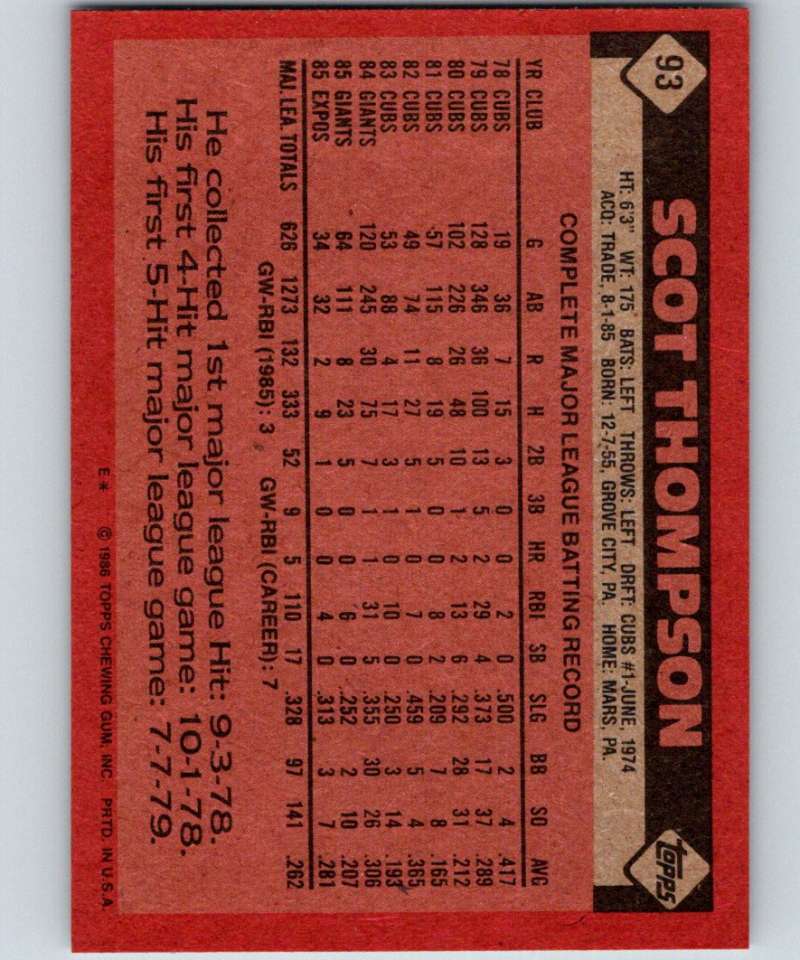 93
SCOT THOMPSON
TOPPS
HT: 6'3" WT: 175 BATS: LEFT THROWS: LEFT DRFT: CUBS #1-JUNE, 1974
ACQ: TRADE, 8-1-85 BORN: 12-7-55, GROVE CITY, PA. HOME: MARS, PA.
COMPLETE MAJOR LEAGUE BATTING RECORD
YR CLUB G AB R H 2B 3B HR RBI SB SLG BB SO AVG
78 CUBS 19 36 7 15 3 0 0 2 0 .500 2 4 .417
79 CUBS 128 346 36 100 13 5 2 29 4 .373 17 37 .289
80 CUBS 102 226 26 48 10 1 2 13 6 .292 28 31 .212
81 CUBS 57 115 8 19 5 0 0 8 2 .209 7 8 .165
82 CUBS 49 74 11 27 5 1 0 7 0 .459 5 4 .365
83 CUBS 53 88 4 17 3 1 0 10 0 .250 3 14 .193
84 GIANTS 120 245 30 75 7 1 1 31 5 .355 30 26 .306
85 GIANTS 64 111 8 23 5 0 0 6 0 .252 2 10 .207
85 EXPOS 34 32 2 9 1 0 0 4 0 .313 3 7 .281
MAJ. LEA. TOTALS 626 1273 132 333 52 9 5 110 17 .328 97 141 .262
GW-RBI (1985): 3 GW-RBI (CAREER): 7
He collected 1st major league Hit: 9-3-78.
His first 4-Hit major league game: 10-1-78.
His first 5-Hit major league game: 7-7-79.
E* © 1986 TOPPS CHEWING GUM, INC. PRTD. IN U.S.A.